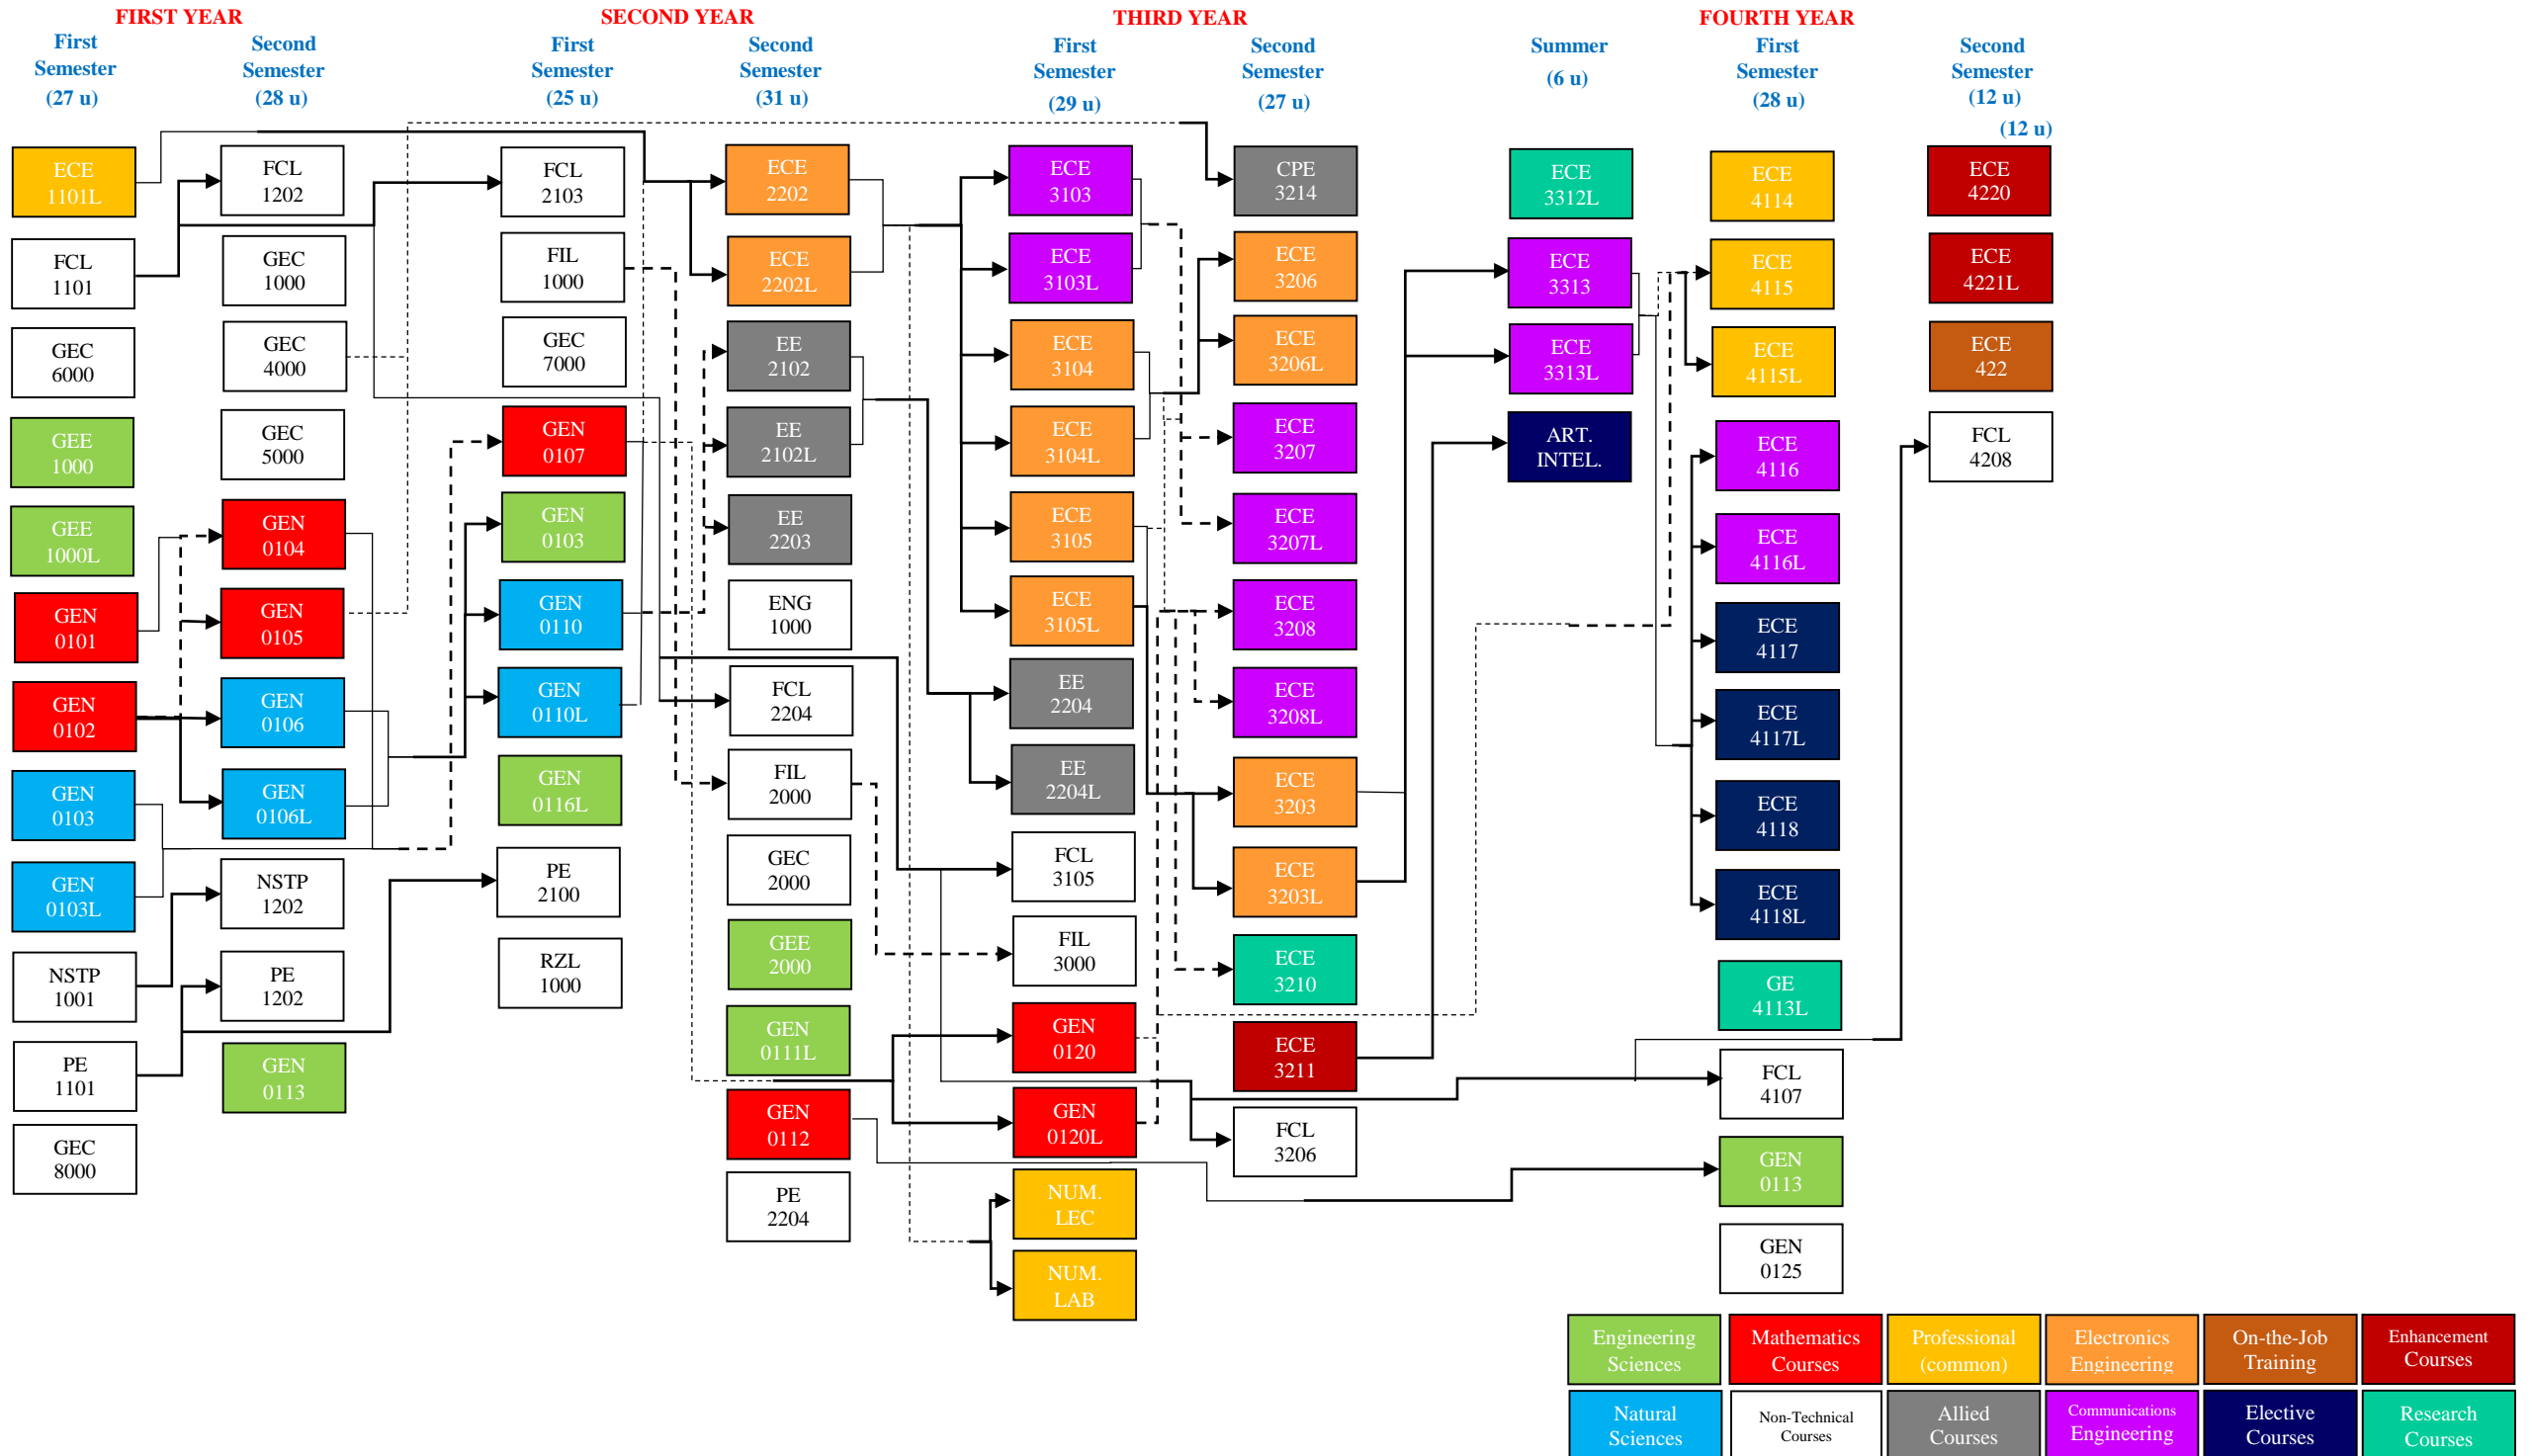 FIRST YEAR
SECOND YEAR
THIRD YEAR
FOURTH YEAR
First
Semester
(27 u)
Second
Semester
(28 u)
First
Semester
(25 u)
Second
Semester
(31 u)
First
Semester
(29 u)
Second
Semester
(27 u)
Summer
(6 u)
First
Semester
(28 u)
Second
Semester
(12 u)
(12 u)
ECE
1101L
FCL
1101
GEC
6000
GEE
1000
GEE
1000L
GEN
0101
GEN
0102
GEN
0103
GEN
0103L
NSTP
1001
PE
1101
GEC
8000
FCL
1202
GEC
1000
GEC
4000
GEC
5000
GEN
0104
GEN
0105
GEN
0106
GEN
0106L
NSTP
1202
PE
1202
GEN
0113
FCL
2103
FIL
1000
GEC
7000
GEN
0107
GEN
0103
GEN
0110
GEN
0110L
GEN
0116L
PE
2100
RZL
1000
ECE
2202
ECE
2202L
EE
2102
EE
2102L
EE
2203
ENG
1000
FCL
2204
FIL
2000
GEC
2000
GEE
2000
GEN
0111L
GEN
0112
PE
2204
ECE
3103
ECE
3103L
ECE
3104
ECE
3104L
ECE
3105
ECE
3105L
EE
2204
EE
2204L
FCL
3105
FIL
3000
GEN
0120
GEN
0120L
NUM.
LEC
NUM.
LAB
CPE
3214
ECE
3206
ECE
3206L
ECE
3207
ECE
3207L
ECE
3208
ECE
3208L
ECE
3203
ECE
3203L
ECE
3210
ECE
3211
FCL
3206
ECE
3312L
ECE
3313
ECE
3313L
ART.
INTEL.
ECE
4114
ECE
4115
ECE
4115L
ECE
4116
ECE
4116L
ECE
4117
ECE
4117L
ECE
4118
ECE
4118L
GE
4113L
FCL
4107
GEN
0113
GEN
0125
ECE
4220
ECE
4221L
ECE
422
FCL
4208
Engineering
Sciences
Mathematics
Courses
Professional
(common)
Electronics
Engineering
On-the-Job
Training
Enhancement
Courses
Natural
Sciences
Non-Technical
Courses
Allied
Courses
Communications
Engineering
Elective
Courses
Research
Courses